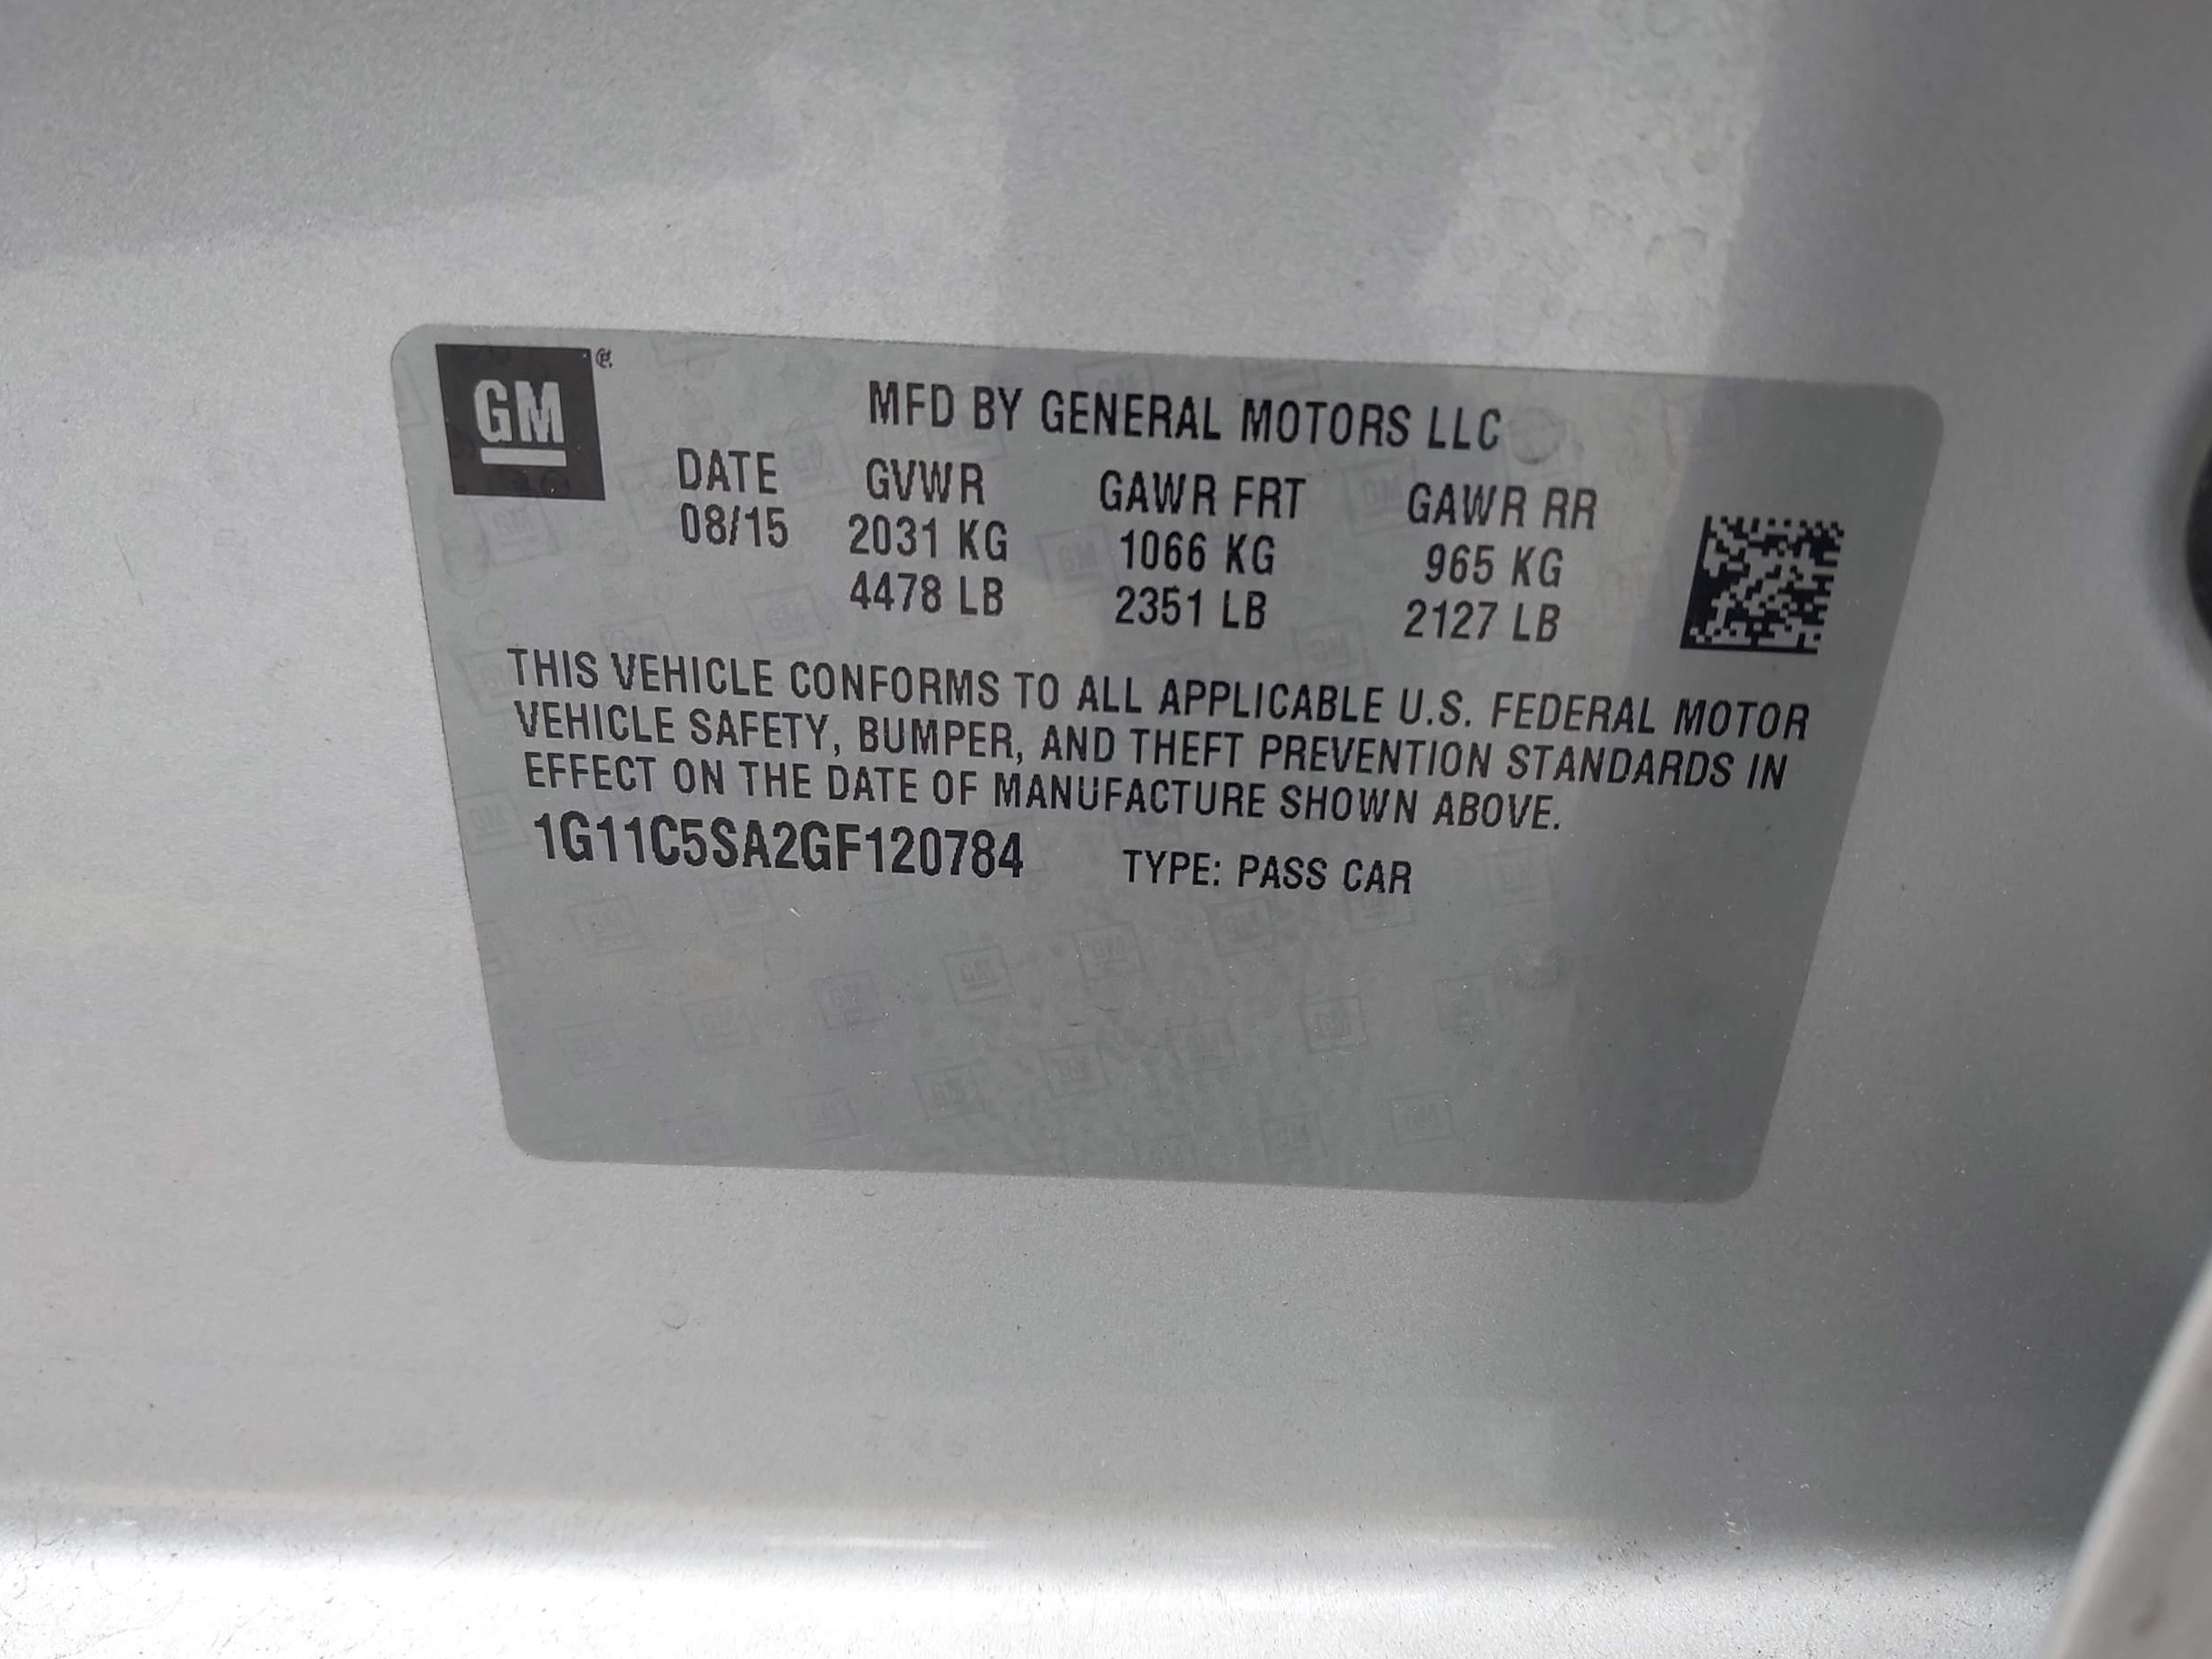 GM ®
MFD BY GENERAL MOTORS LLC
DATE GVWR GAWR FRT GAWR RR
08/15 2031 KG 1066 KG 965 KG
4478 LB 2351 LB 2127 LB
THIS VEHICLE CONFORMS TO ALL APPLICABLE U.S. FEDERAL MOTOR
VEHICLE SAFETY, BUMPER, AND THEFT PREVENTION STANDARDS IN
EFFECT ON THE DATE OF MANUFACTURE SHOWN ABOVE.
1G11C5SA2GF120784 TYPE: PASS CAR